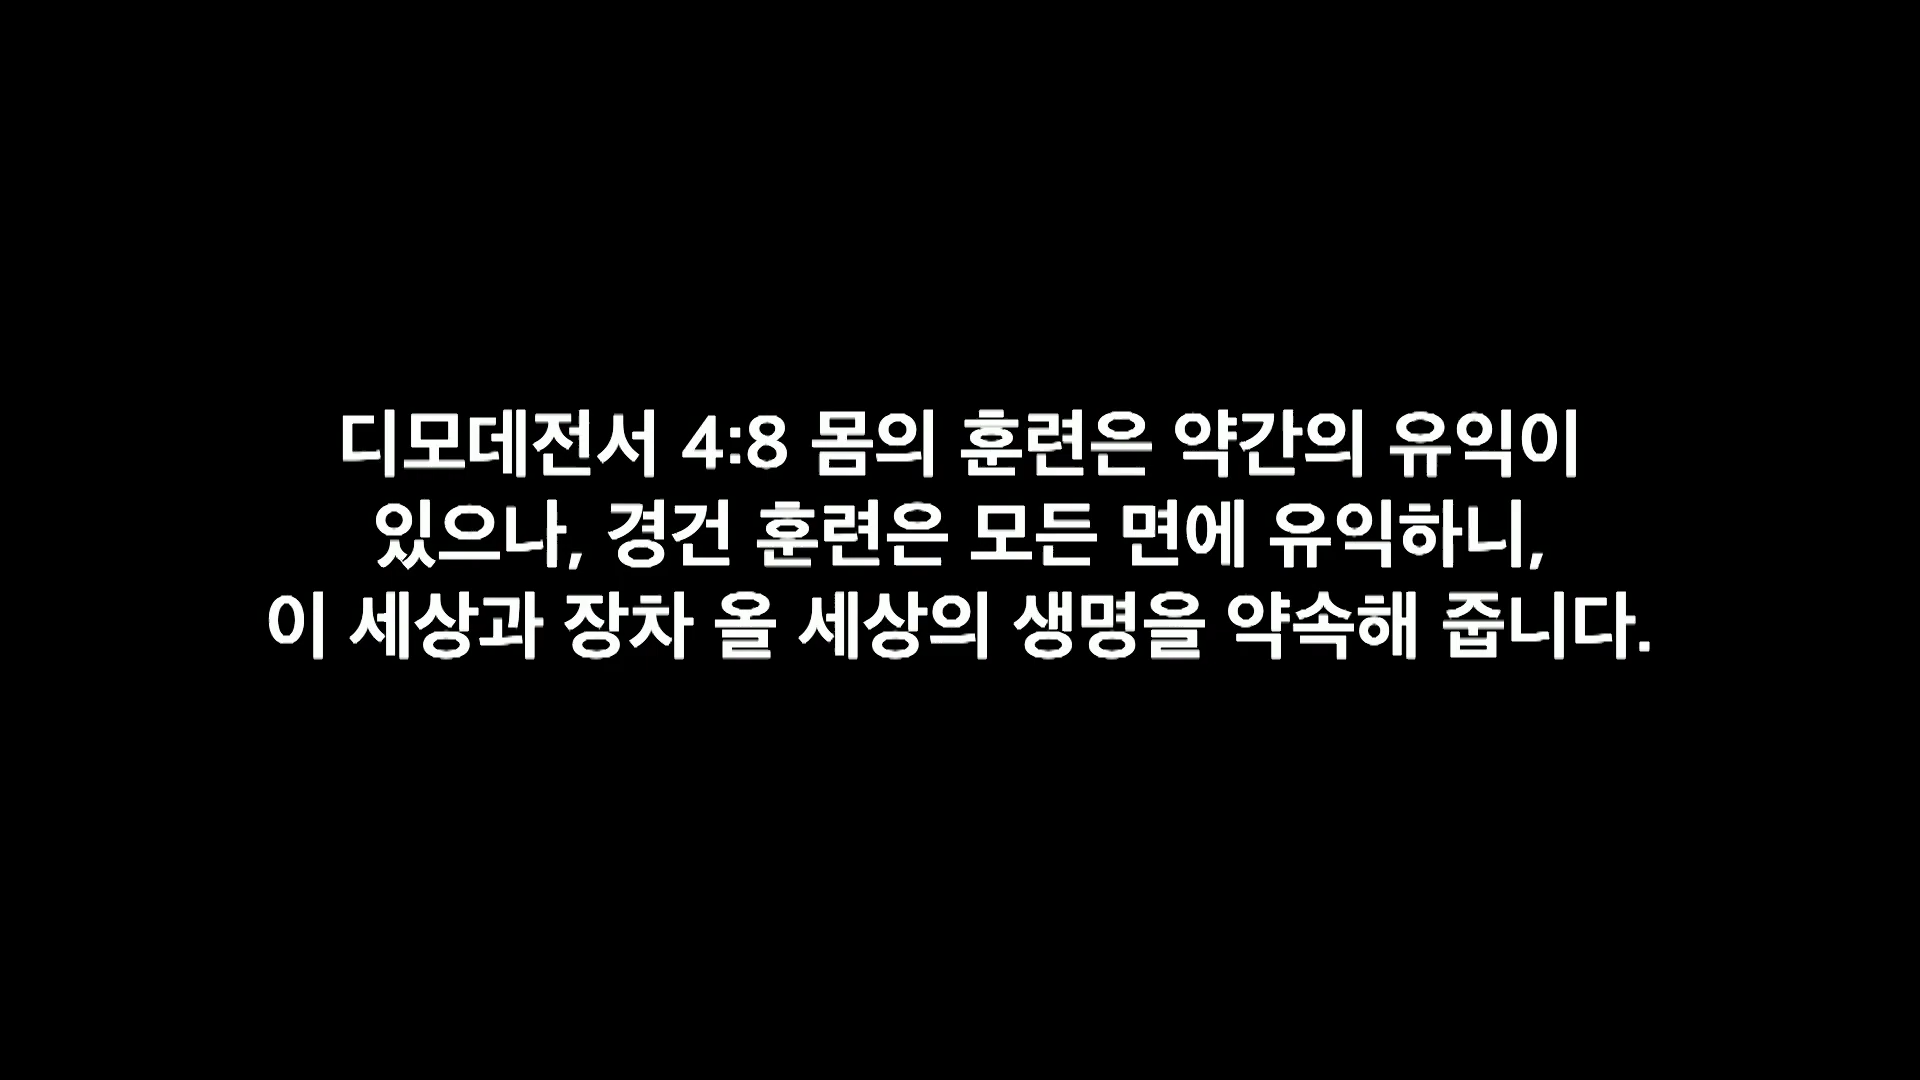 디모데전서 4:8 몸의 훈련은 약간의 유익이
있으나, 경건 훈련은 모든 면에 유익하니,
이 세상과 장차 올 세상의 생명을 약속해 줍니다.